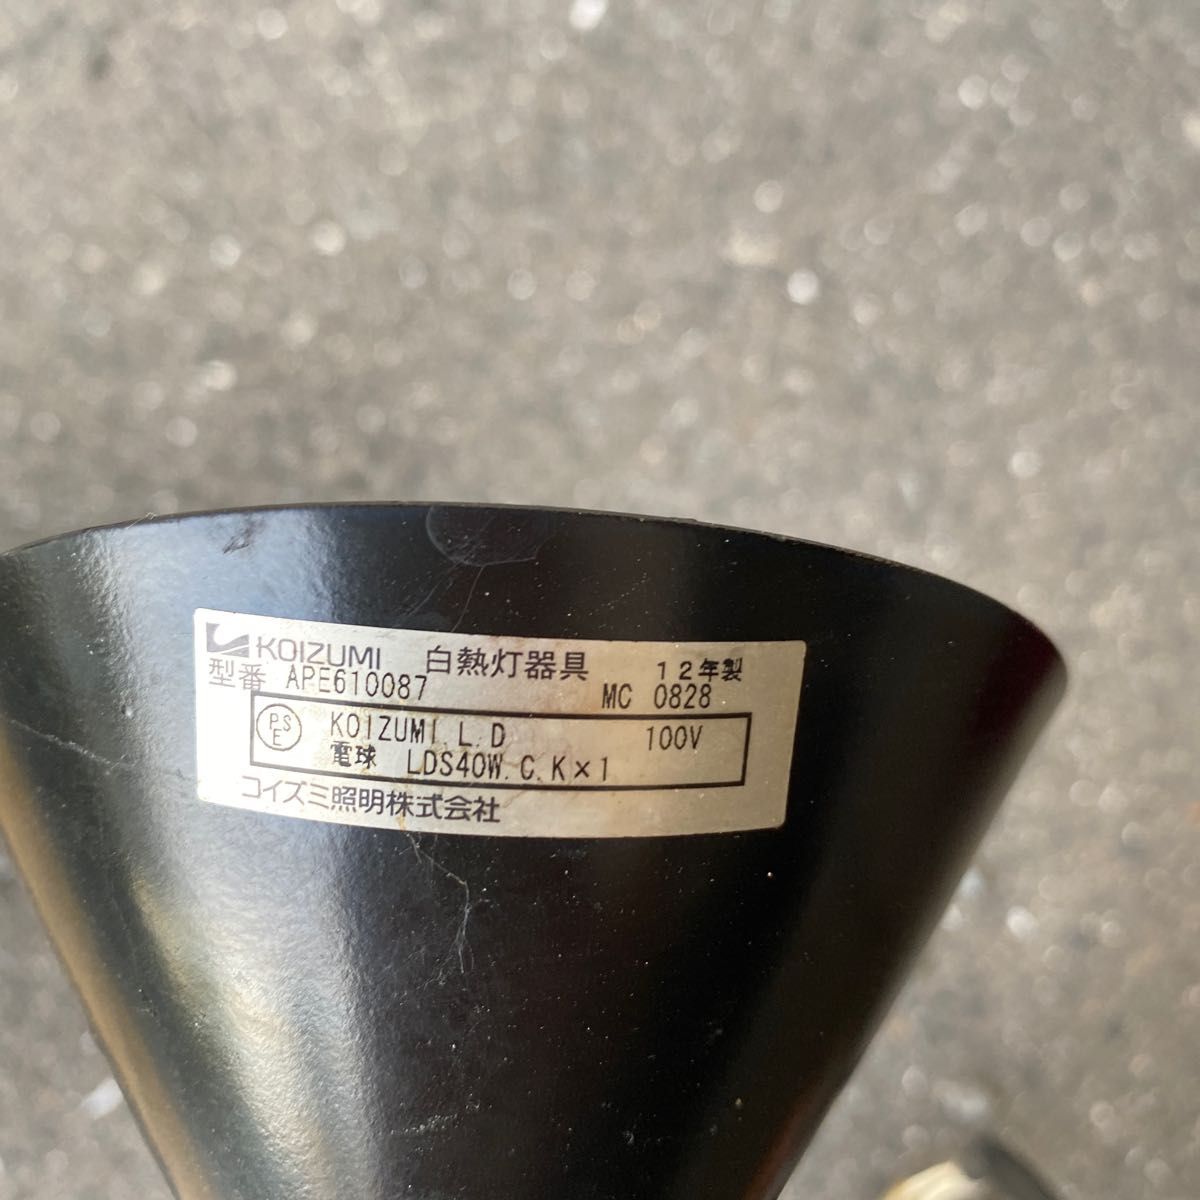 KOIZUMI 白熱灯器具 12年製
型番 APE610087 MC 0828
PSE KOIZUMI.L.D 100V
電球 LDS40W.C.K×1
コイズミ照明株式会社